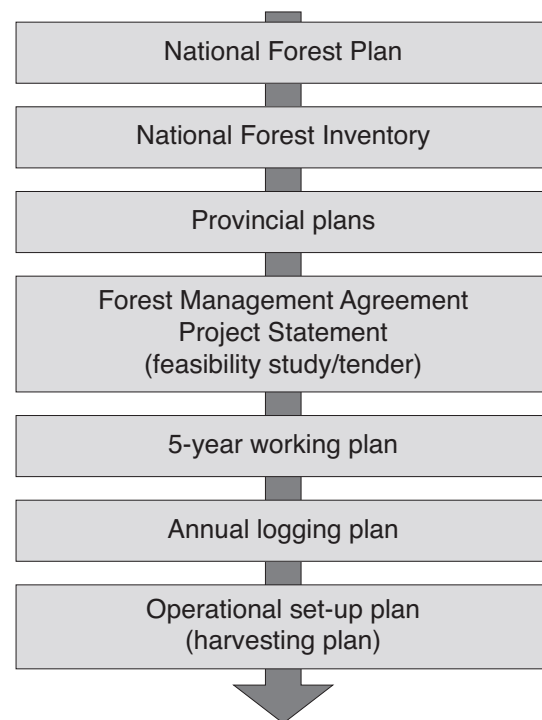 National Forest Plan
National Forest Inventory
Provincial plans
Forest Management Agreement
Project Statement
(feasibility study/tender)
5-year working plan
Annual logging plan
Operational set-up plan
(harvesting plan)